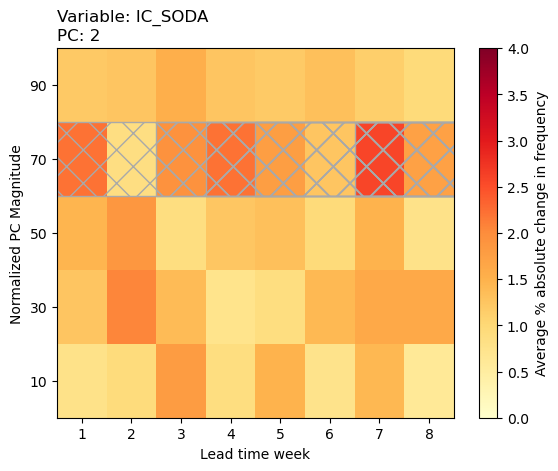 Variable: IC_SODA
PC: 2
Normalized PC Magnitude
90
70
50
30
10
1 2 3 4 5 6 7 8
Lead time week
4.0
3.5
3.0
2.5
2.0
1.5
1.0
0.5
0.0
Average % absolute change in frequency